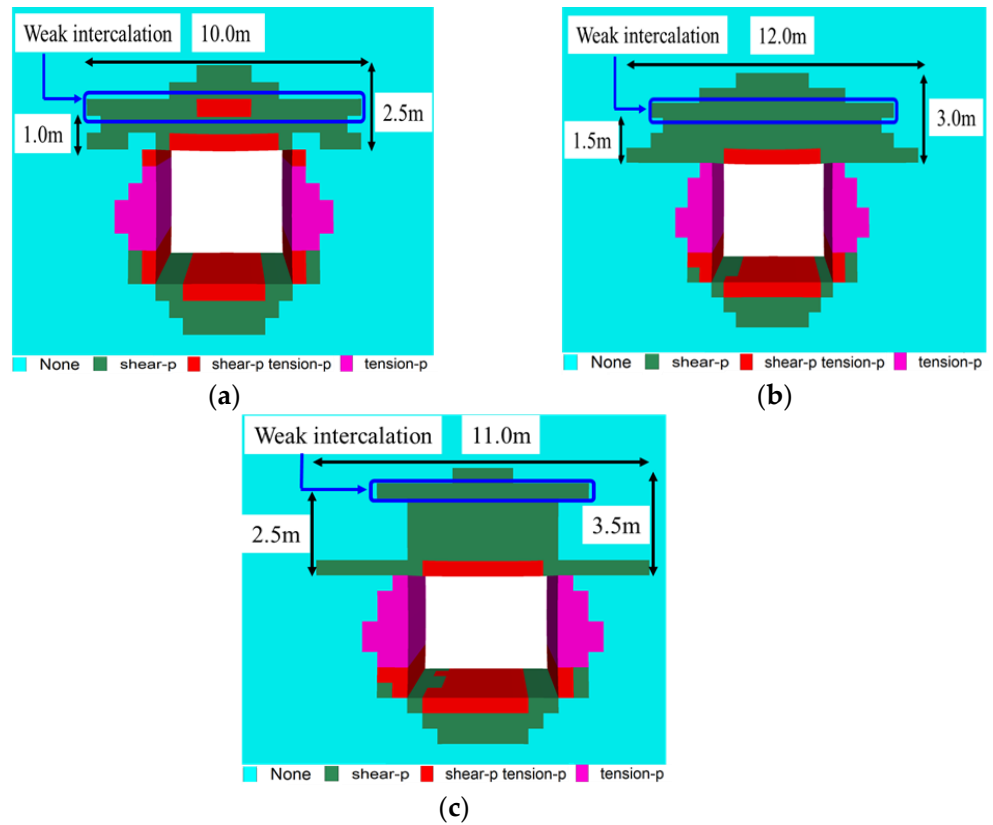 Weak intercalation 10.0m
2.5m
1.0m
None shear-p shear-p tension-p tension-p
(a)
Weak intercalation 12.0m
3.0m
1.5m
None shear-p shear-p tension-p tension-p
(b)
Weak intercalation 11.0m
2.5m 3.5m
None shear-p shear-p tension-p tension-p
(c)